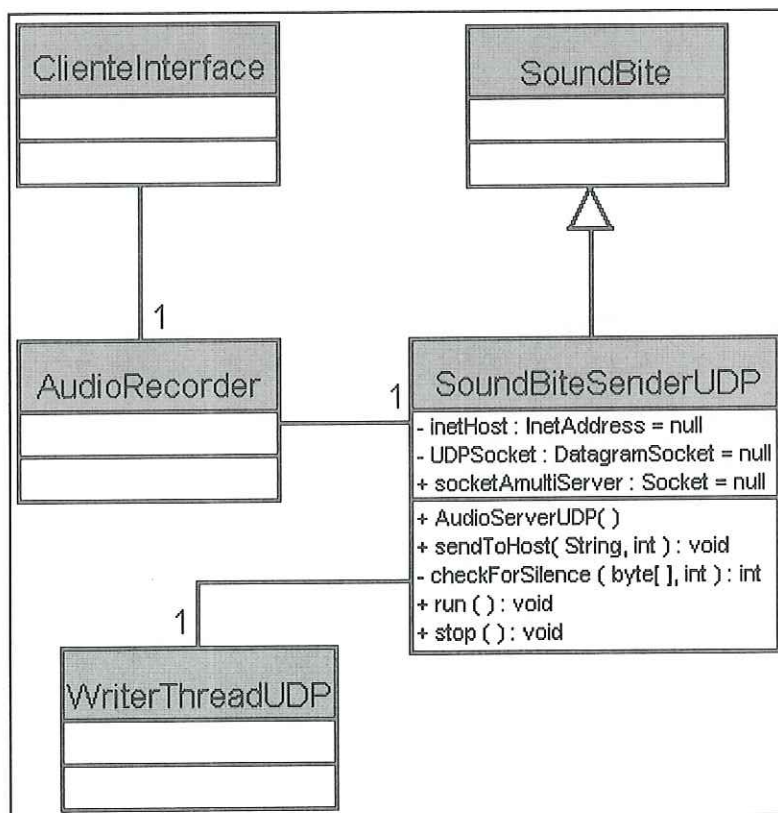 ClienteInterface
SoundBite
1
AudioRecorder
1
SoundBiteSenderUDP
- inetHost : InetAddress = null
- UDPSocket : DatagramSocket = null
+ socketAmultiServer : Socket = null
+ AudioServerUDP( )
+ sendToHost( String, int ) : void
- checkForSilence ( byte[ ], int ) : int
+ run ( ) : void
+ stop ( ) : void
1
WriterThreadUDP